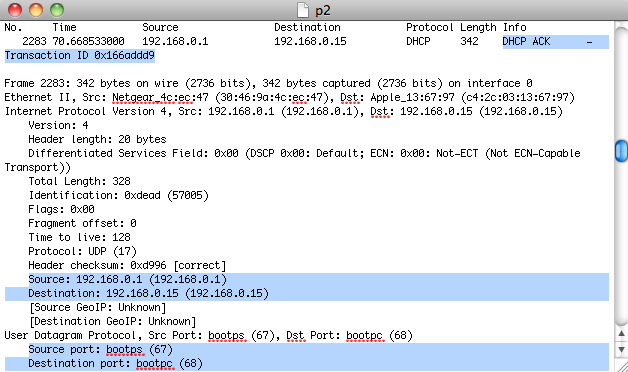 p2
No. Time Source Destination Protocol Length Info
2283 70.668533000 192.168.0.1 192.168.0.15 DHCP 342 DHCP ACK –
Transaction ID 0x166addd9
Frame 2283: 342 bytes on wire (2736 bits), 342 bytes captured (2736 bits) on interface 0
Ethernet II, Src: Netgear_4c:ec:47 (30:46:9a:4c:ec:47), Dst: Apple_13:67:97 (c4:2c:03:13:67:97)
Internet Protocol Version 4, Src: 192.168.0.1 (192.168.0.1), Dst: 192.168.0.15 (192.168.0.15)
Version: 4
Header length: 20 bytes
Differentiated Services Field: 0x00 (DSCP 0x00: Default; ECN: 0x00: Not-ECT (Not ECN-Capable
Transport))
Total Length: 328
Identification: 0xdead (57005)
Flags: 0x00
Fragment offset: 0
Time to live: 128
Protocol: UDP (17)
Header checksum: 0xd996 [correct]
Source: 192.168.0.1 (192.168.0.1)
Destination: 192.168.0.15 (192.168.0.15)
[Source GeoIP: Unknown]
[Destination GeoIP: Unknown]
User Datagram Protocol, Src Port: bootps (67), Dst Port: bootpc (68)
Source port: bootps (67)
Destination port: bootpc (68)